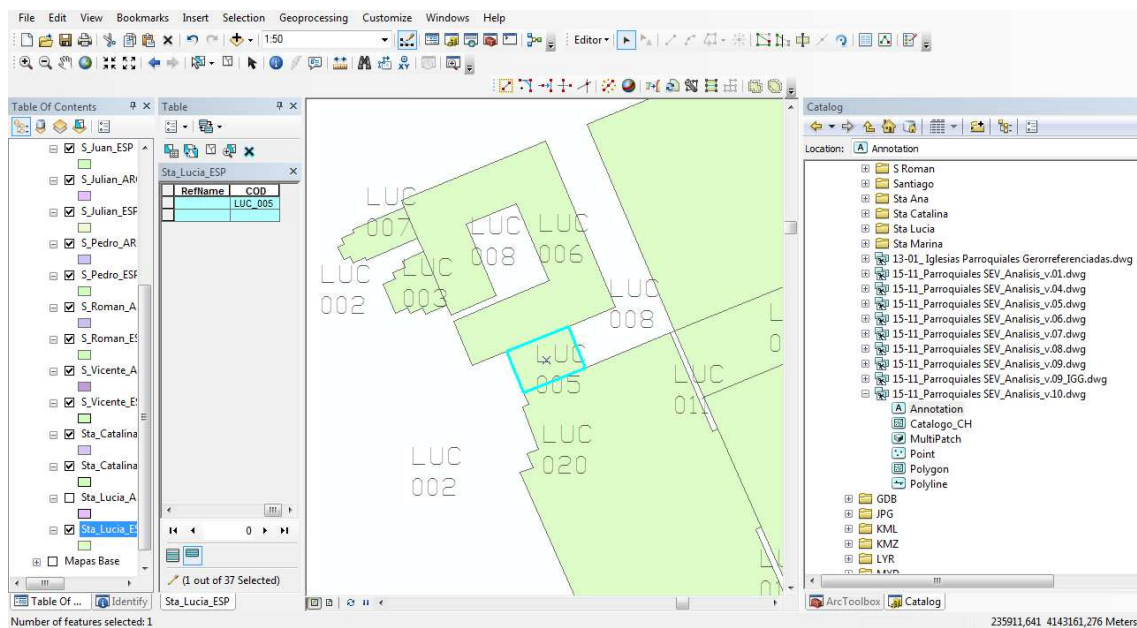 File Edit View Bookmarks Insert Selection Geoprocessing Customize Windows Help
1:50
Editor
Table Of Contents
S_Juan_ESP
S_Julian_AR
S_Julian_ESP
S_Pedro_AR
S_Pedro_ESP
S_Roman_A
S_Roman_ES
S_Vicente_A
S_Vicente_E
Sta_Catalina
Sta_Catalina
Sta_Lucia_A
Sta_Lucia_E
Mapas Base
Table Of ... Identify
Table
Sta_Lucia_ESP
RefName COD
LUC_005
0
(1 out of 37 Selected)
Sta_Lucia_ESP
LUC
007
LUC
008
LUC
006
LUC
002
LUC
003
LUC
008
LUC
005
LUC
011
LUC
020
LUC
002
Catalog
Location: Annotation
S Roman
Santiago
Sta Ana
Sta Catalina
Sta Lucia
Sta Marina
13-01_ Iglesias Parroquiales Gerorreferenciadas.dwg
15-11_Parroquiales SEV_Analisis_v.01.dwg
15-11_Parroquiales SEV_Analisis_v.04.dwg
15-11_Parroquiales SEV_Analisis_v.05.dwg
15-11_Parroquiales SEV_Analisis_v.06.dwg
15-11_Parroquiales SEV_Analisis_v.07.dwg
15-11_Parroquiales SEV_Analisis_v.08.dwg
15-11_Parroquiales SEV_Analisis_v.09.dwg
15-11_Parroquiales SEV_Analisis_v.09_IGG.dwg
15-11_Parroquiales SEV_Analisis_v.10.dwg
Annotation
Catalogo_CH
MultiPatch
Point
Polygon
Polyline
GDB
JPG
KML
KMZ
LYR
ArcToolbox Catalog
Number of features selected: 1
235911,641 4143161,276 Meters